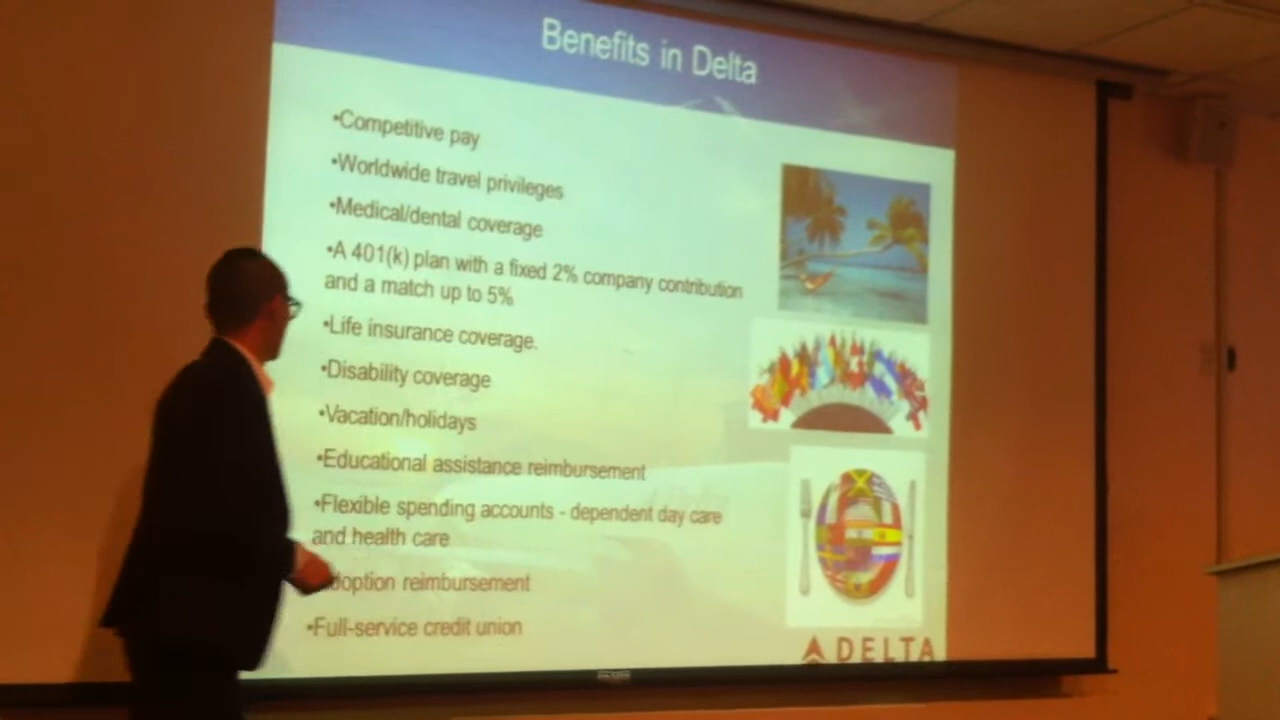 Benefits in Delta
•Competitive pay
•Worldwide travel privileges
•Medical/dental coverage
•A 401(k) plan with a fixed 2% company contribution
and a match up to 5%
•Life insurance coverage.
•Disability coverage
•Vacation/holidays
•Educational assistance reimbursement
•Flexible spending accounts - dependent day care
and health care
doption reimbursement
•Full-service credit union
DELTA